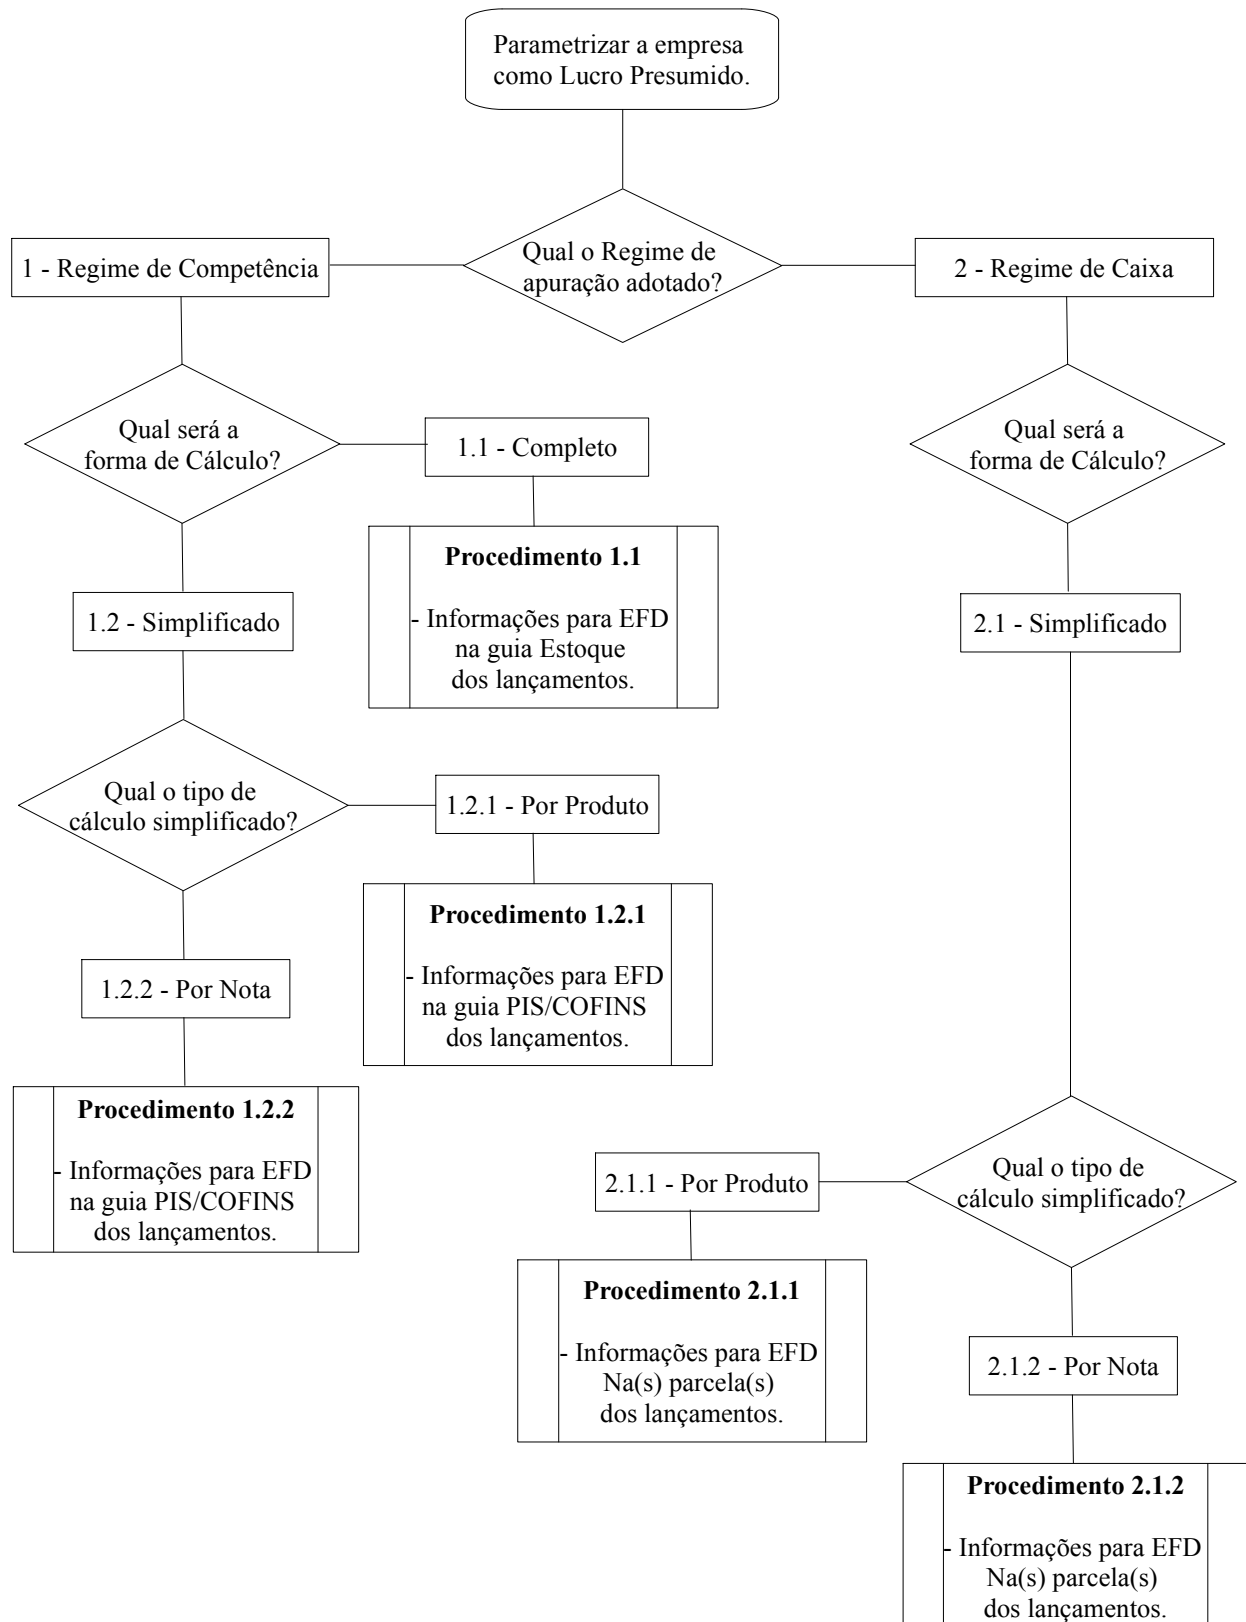 Parametrizar a empresa
como Lucro Presumido.
Qual o Regime de
apuração adotado?
1 - Regime de Competência
2 - Regime de Caixa
Qual será a
forma de Cálculo?
1.1 - Completo
Qual será a
forma de Cálculo?
Procedimento 1.1
- Informações para EFD
na guia Estoque
dos lançamentos.
1.2 - Simplificado
2.1 - Simplificado
Qual o tipo de
cálculo simplificado?
1.2.1 - Por Produto
Procedimento 1.2.1
- Informações para EFD
na guia PIS/COFINS
dos lançamentos.
1.2.2 - Por Nota
Procedimento 1.2.2
- Informações para EFD
na guia PIS/COFINS
dos lançamentos.
Qual o tipo de
cálculo simplificado?
2.1.1 - Por Produto
Procedimento 2.1.1
- Informações para EFD
Na(s) parcela(s)
dos lançamentos.
2.1.2 - Por Nota
Procedimento 2.1.2
- Informações para EFD
Na(s) parcela(s)
dos lançamentos.